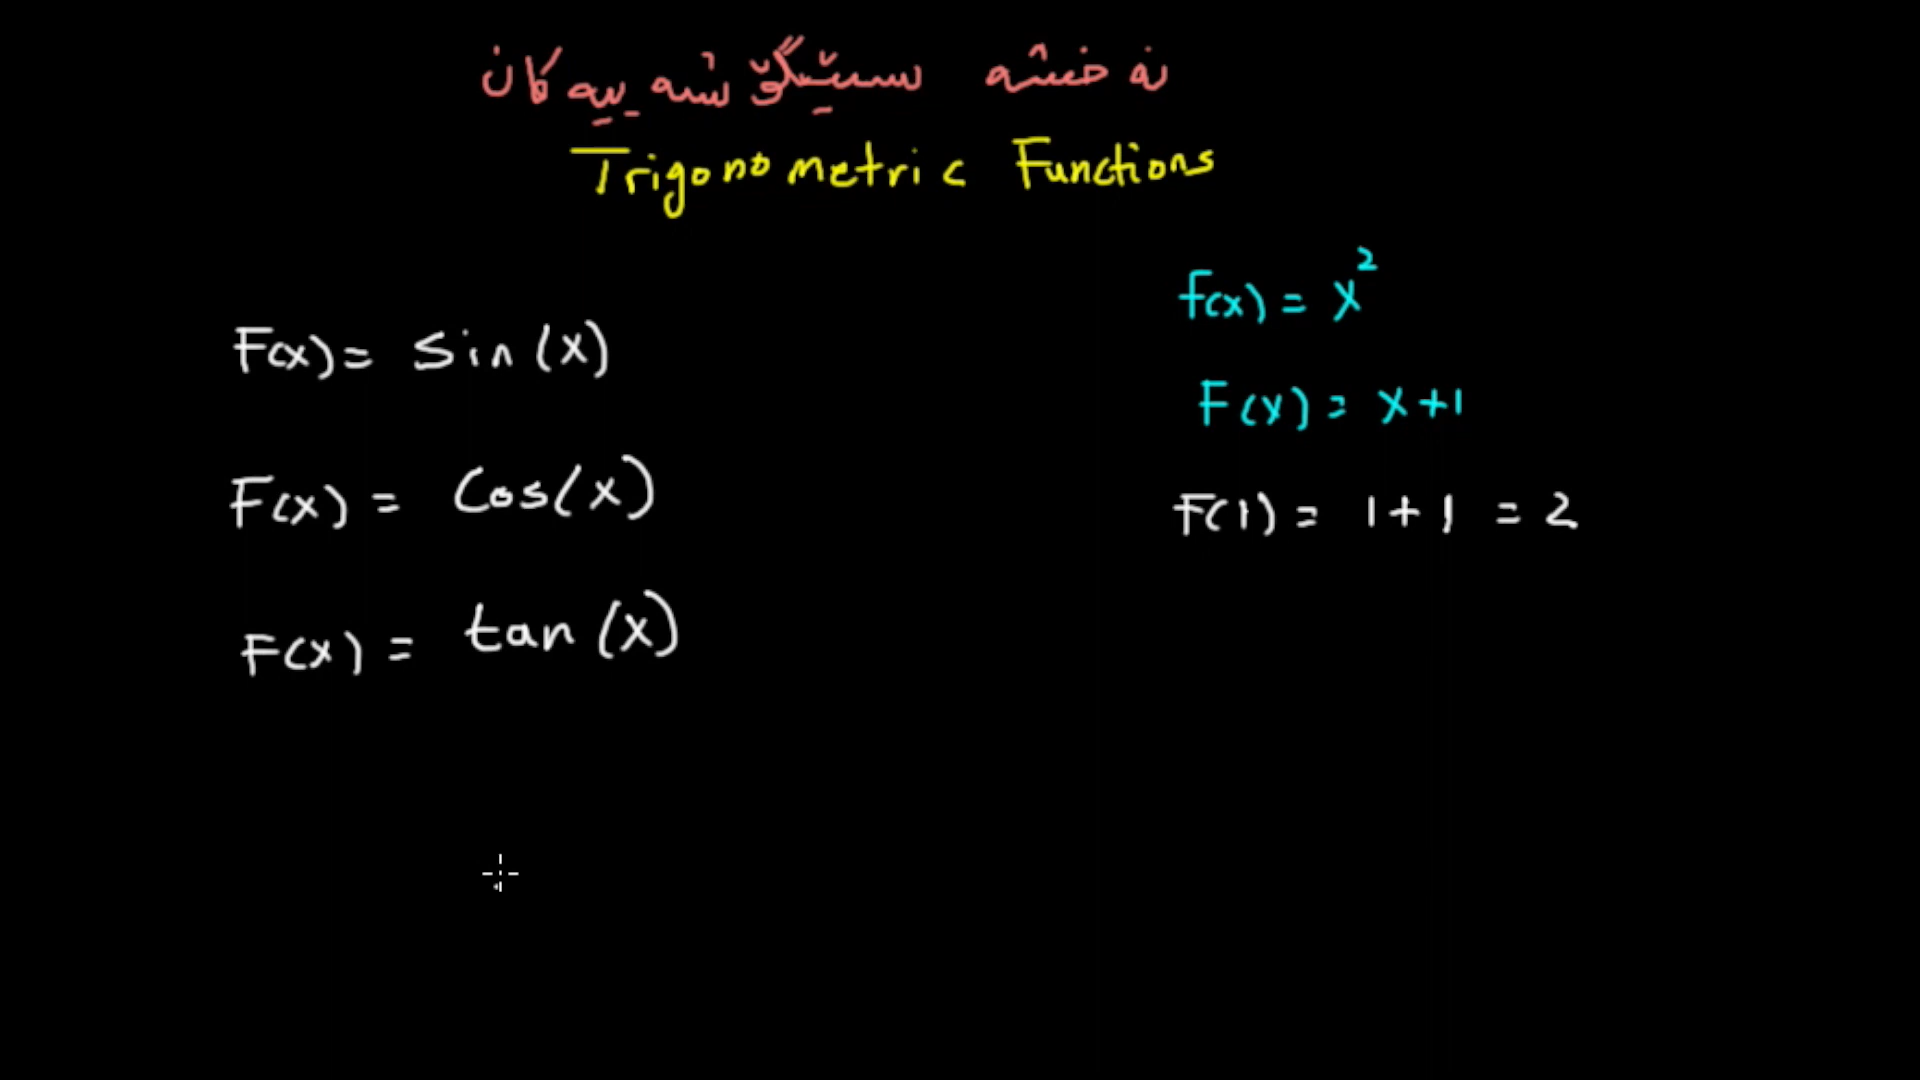 نەخشە سێگۆشەییەکان
Trigonometric Functions
F(x) = Sin(x)
F(x) = Cos(x)
F(x) = tan(x)
f(x) = x²
F(x) = x+1
F(1) = 1+1 = 2